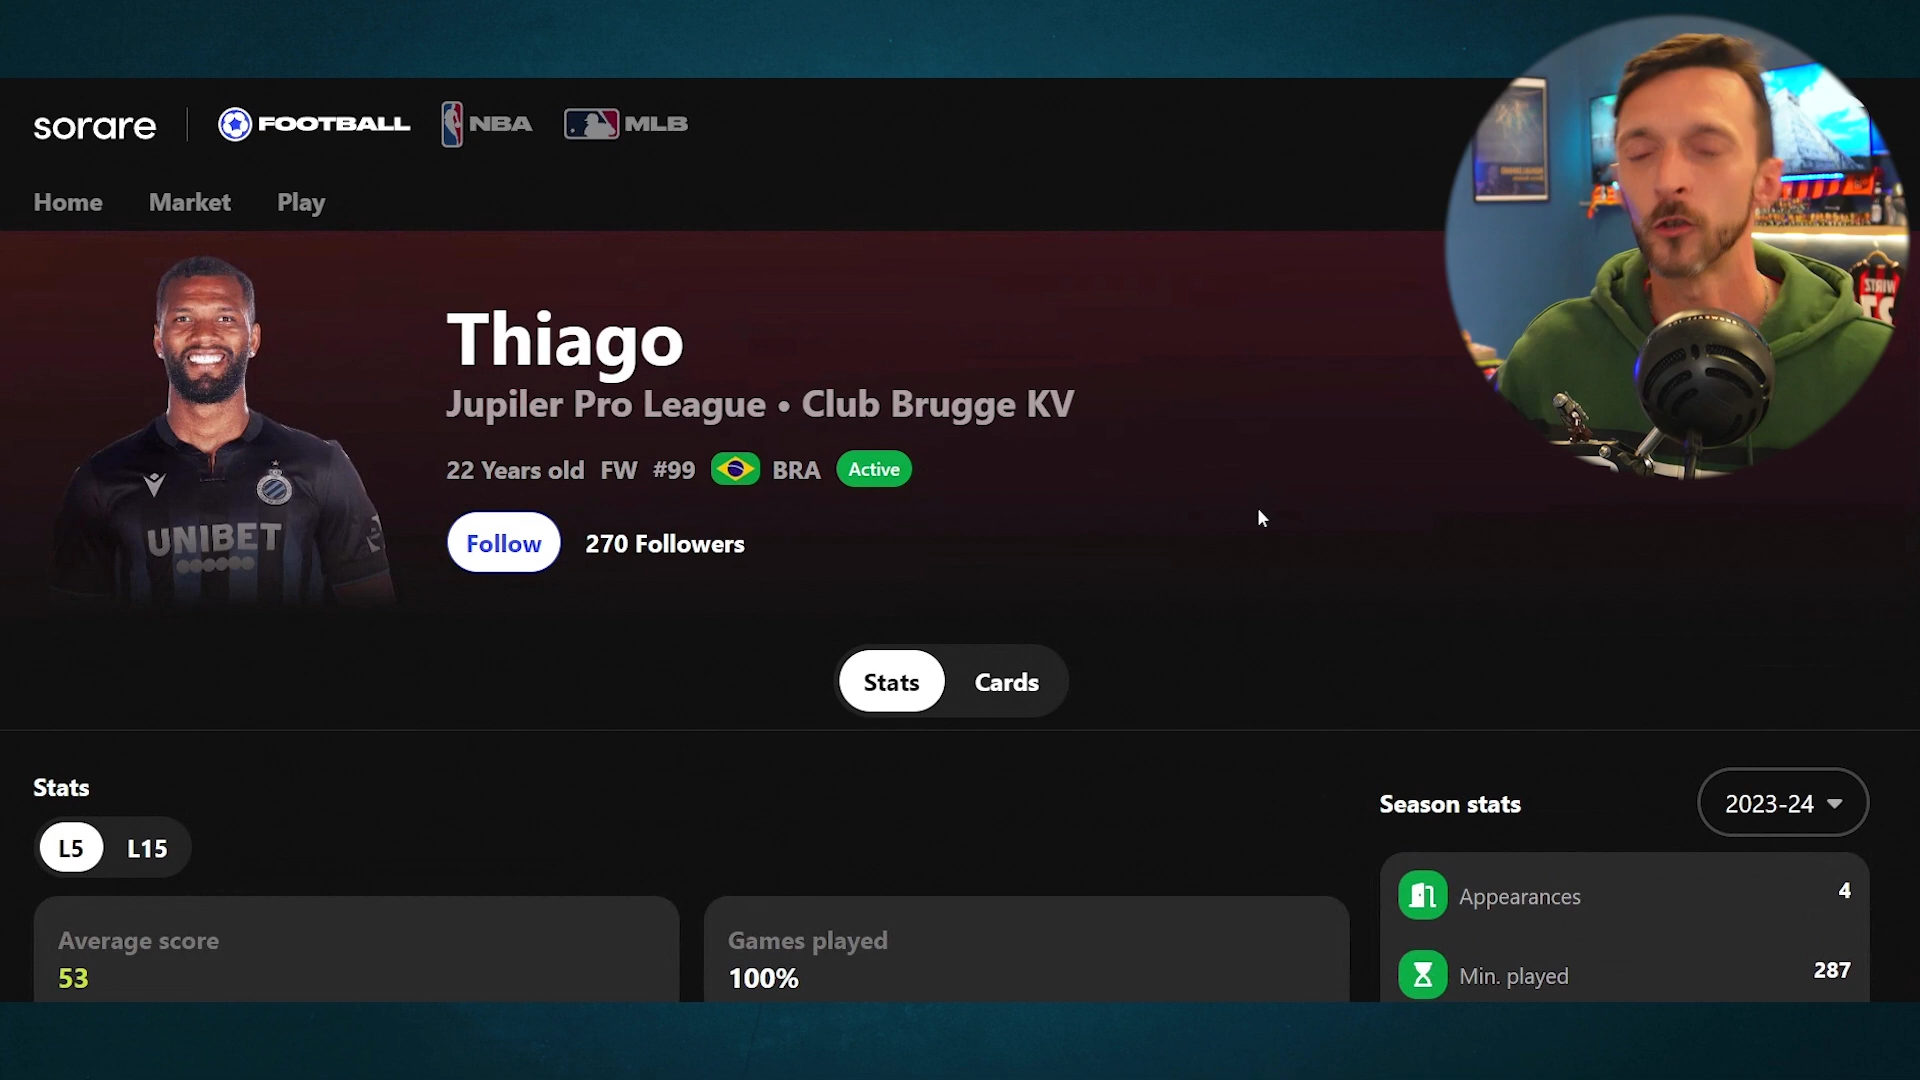 sorare
FOOTBALL
NBA
MLB
Home
Market
Play
Thiago
Jupiler Pro League • Club Brugge KV
22 Years old FW #99 BRA Active
Follow
270 Followers
UNIBET
Stats
Cards
Stats
L5
L15
Average score
53
Games played
100%
Season stats
2023-24
Appearances
4
Min. played
287
WIRTZ